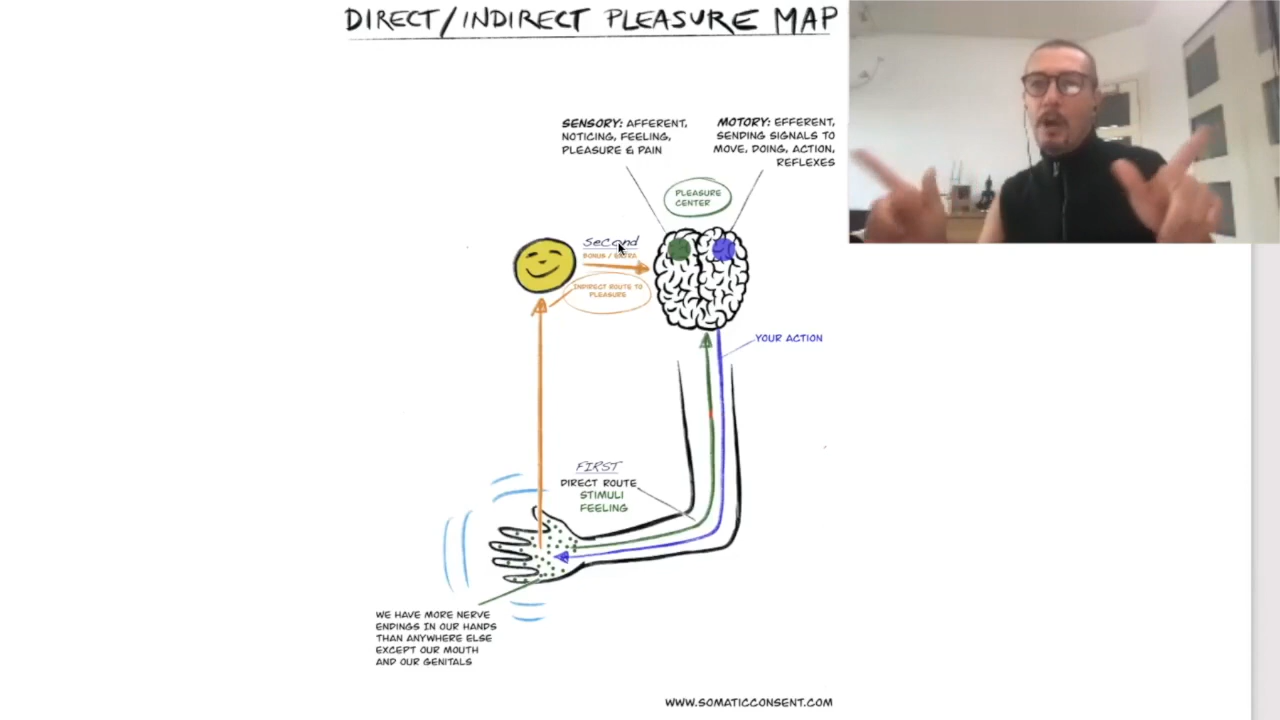 DIRECT/INDIRECT PLEASURE MAP
SENSORY: AFFERENT,
NOTICING, FEELING,
PLEASURE & PAIN
MOTORY: EFFERENT,
SENDING SIGNALS TO
MOVE, DOING, ACTION,
REFLEXES
PLEASURE
CENTER
SECOND
BONUS / EXTRA
INDIRECT ROUTE TO
PLEASURE
YOUR ACTION
FIRST
DIRECT ROUTE
STIMULI
FEELING
WE HAVE MORE NERVE
ENDINGS IN OUR HANDS
THAN ANYWHERE ELSE
EXCEPT OUR MOUTH
AND OUR GENITALS
WWW.SOMATICCONSENT.COM